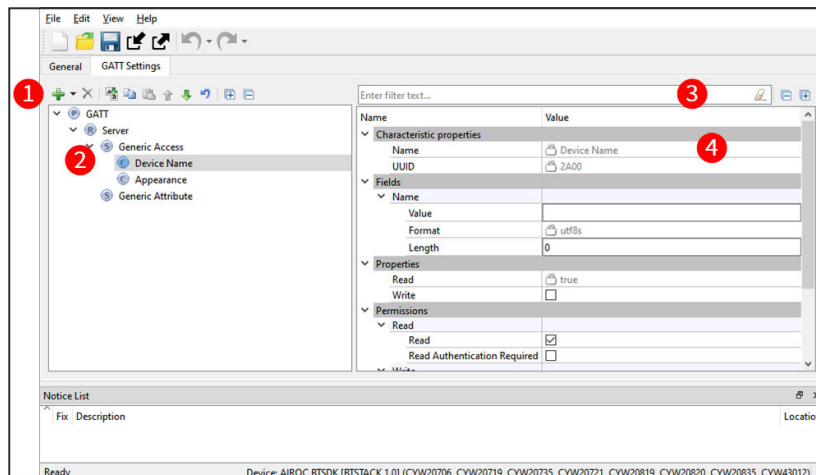 File Edit View Help
General GATT Settings
1
Enter filter text...
3
P GATT
R Server
2
S Generic Access
C Device Name
C Appearance
S Generic Attribute
Name Value
Characteristic properties
Name Device Name
4
UUID 2A00
Fields
Name
Value
Format utf8s
Length 0
Properties
Read true
Write
Permissions
Read
Read
Read Authentication Required
Write
Notice List
Fix Description Locatio
Ready Device: AIROC BTSDK [BTSTACK 1.0] (CYW20706, CYW20719, CYW20735, CYW20721, CYW20819, CYW20820, CYW20835, CYW43012)